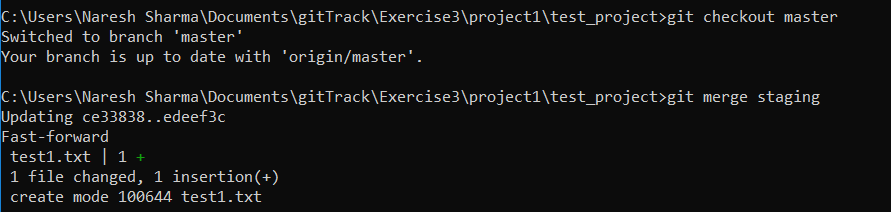 C:\Users\Naresh Sharma\Documents\gitTrack\Exercise3\project1\test_project>git checkout master
Switched to branch 'master'
Your branch is up to date with 'origin/master'.
C:\Users\Naresh Sharma\Documents\gitTrack\Exercise3\project1\test_project>git merge staging
Updating ce33838..edeef3c
Fast-forward
 test1.txt | 1 +
 1 file changed, 1 insertion(+)
 create mode 100644 test1.txt